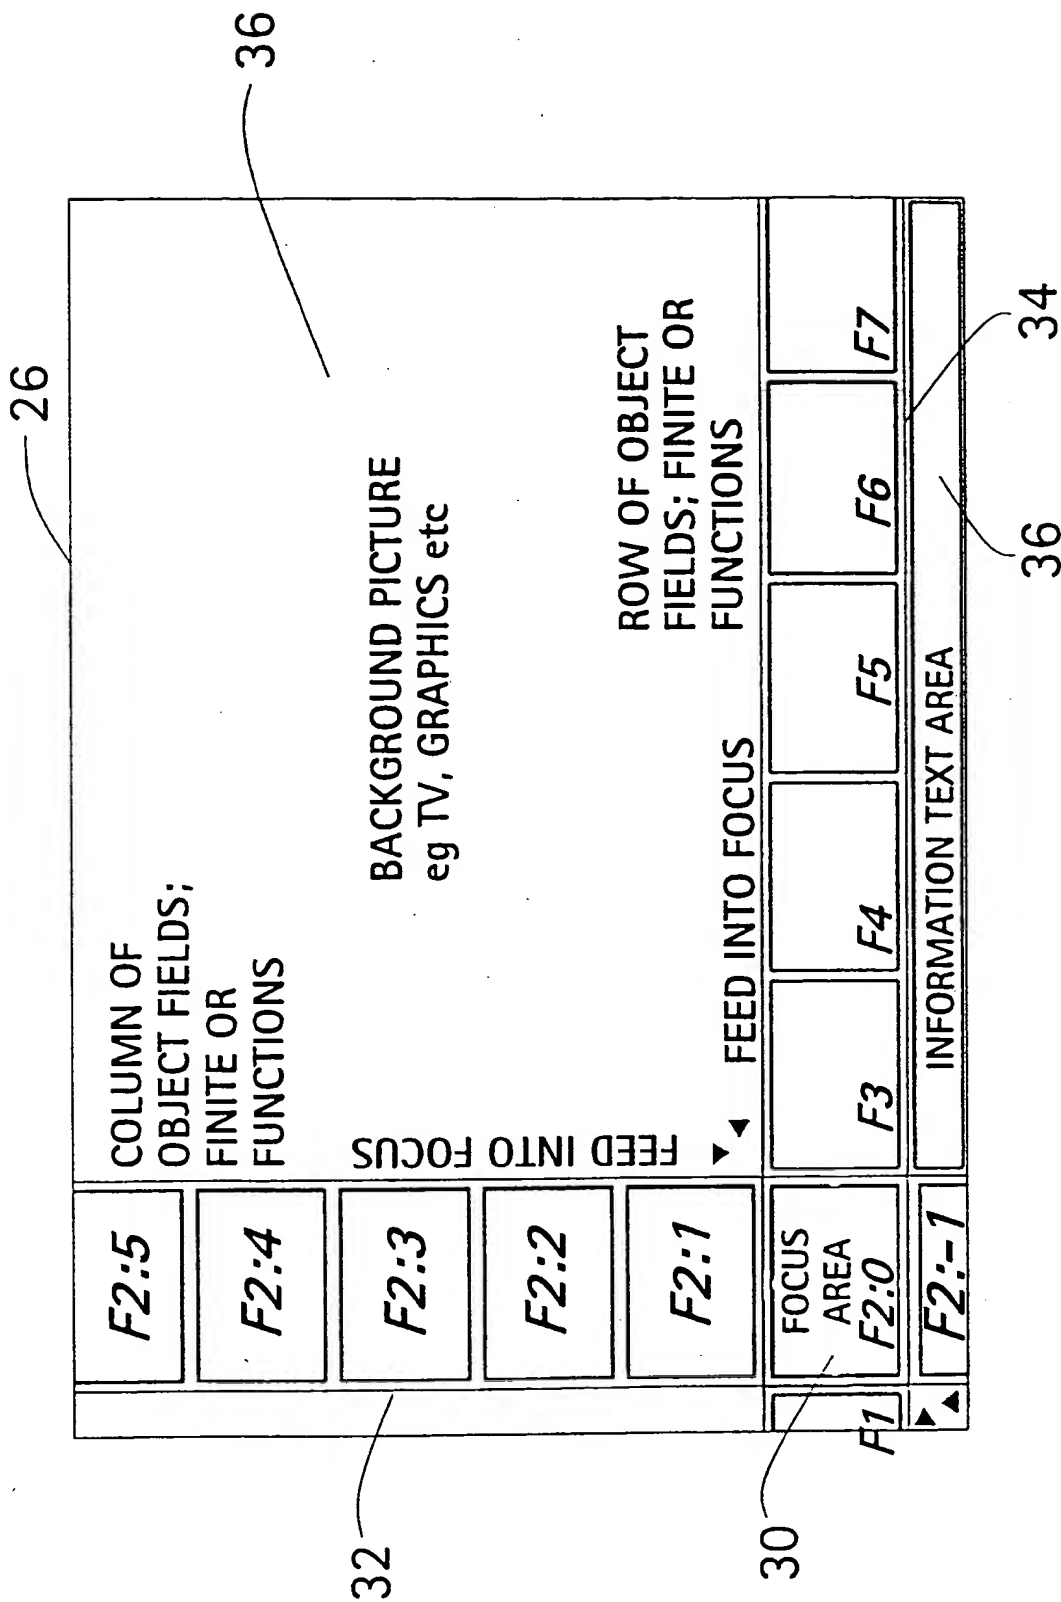 26
36
COLUMN OF
OBJECT FIELDS;
FINITE OR
FUNCTIONS
BACKGROUND PICTURE
eg TV, GRAPHICS etc
ROW OF OBJECT
FIELDS; FINITE OR
FUNCTIONS
FEED INTO FOCUS
FEED INTO FOCUS
F2:5
F2:4
F2:3
F2:2
F2:1
FOCUS
AREA
F2:0
F1
F3
F4
F5
F6
F7
F2:-1
INFORMATION TEXT AREA
32
30
36
34